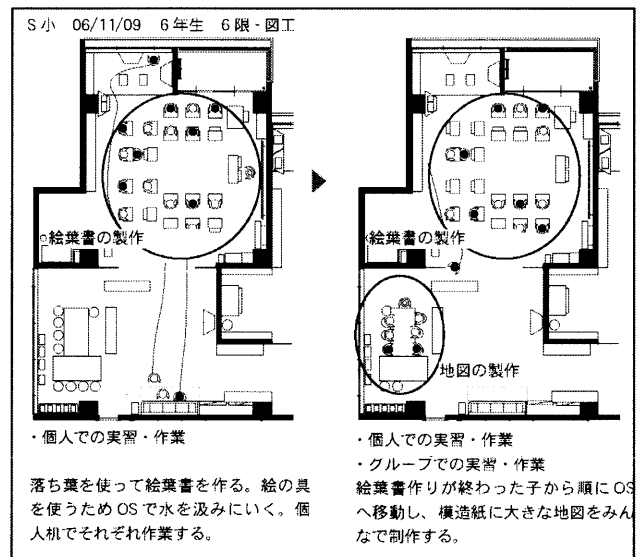 S小 06/11/09 6年生 6限-図工
絵葉書の製作
・個人での実習・作業
落ち葉を使って絵葉書を作る。絵の具
を使うためOSで水を汲みにいく。個
人机でそれぞれ作業する。
絵葉書の製作
地図の製作
・個人での実習・作業
・グループでの実習・作業
絵葉書作りが終わった子から順にOS
へ移動し、模造紙に大きな地図をみん
なで制作する。